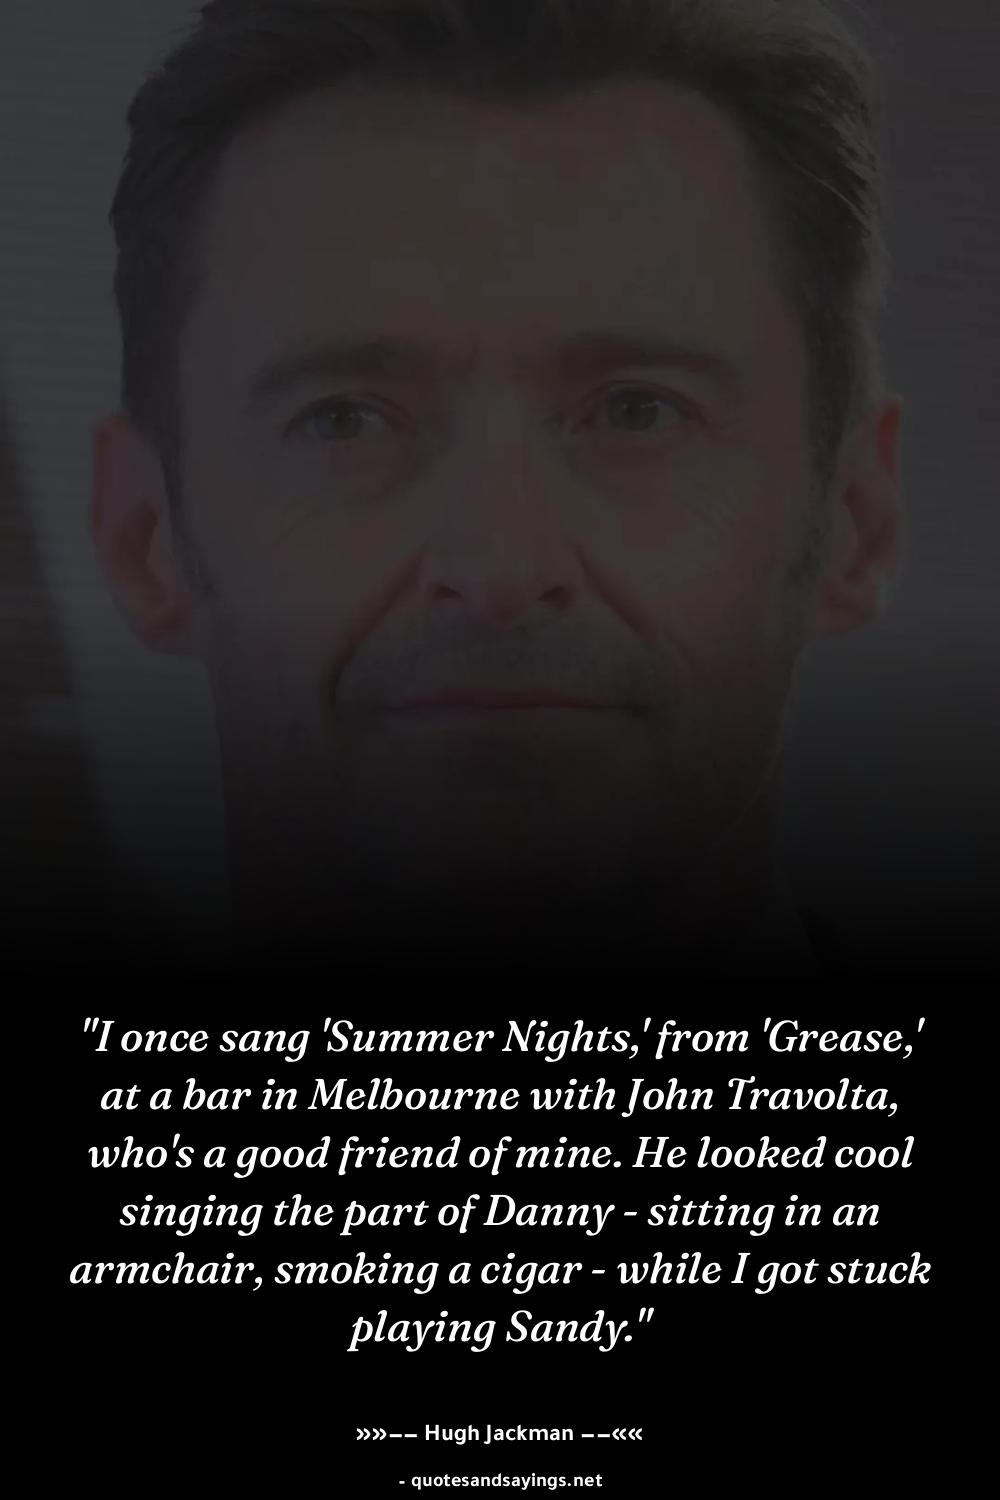 "I once sang 'Summer Nights,' from 'Grease,'
at a bar in Melbourne with John Travolta,
who's a good friend of mine. He looked cool
singing the part of Danny - sitting in an
armchair, smoking a cigar - while I got stuck
playing Sandy."
»»–– Hugh Jackman ––««
- quotesandsayings.net